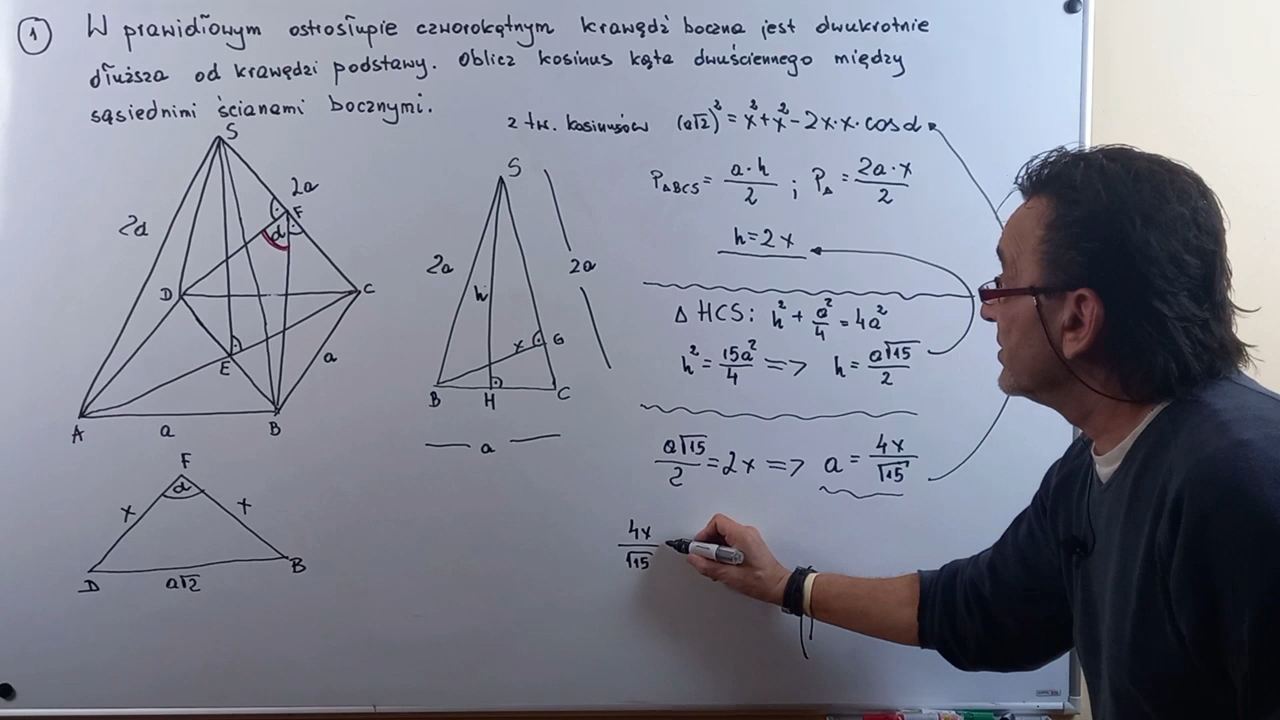 1 W prawidłowym ostrosłupie czworokątnym krawędź boczna jest dwukrotnie
dłuższa od krawędzi podstawy. Oblicz kosinus kąta dwuściennego między
sąsiednimi ścianami bocznymi.
z tw. kosinusów (a√2)² = x² + x² - 2x·x·cosα
S
2a
2a
F
α
D
C
E
a
A
a
B
S
2a
2a
h
x
G
B
H
C
a
P△BCS = a·h/2 ; P△ = 2a·x/2
h = 2x
△ HCS: h² + a²/4 = 4a²
h² = 15a²/4 => h = a√15/2
a√15/2 = 2x => a = 4x/√15
4x/√15
F
α
x
x
D
a√2
B